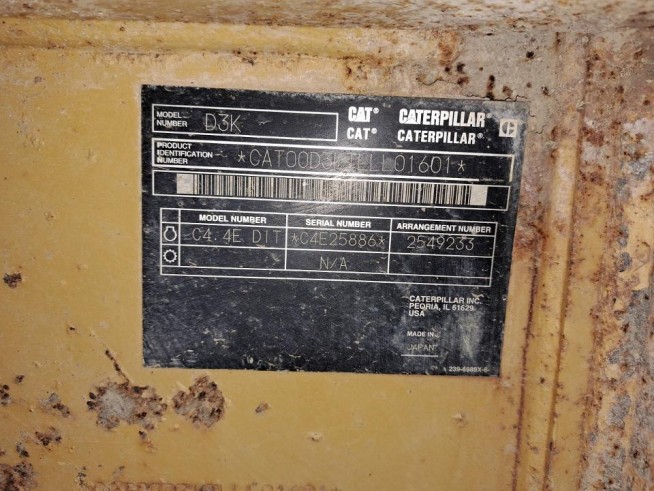 MODEL NUMBER D3K
CAT® CATERPILLAR® C
CAT® CATERPILLAR®
PRODUCT IDENTIFICATION NUMBER
MODEL NUMBER SERIAL NUMBER ARRANGEMENT NUMBER
C4.4E DIT *C4E25886* 2549233
N/A
CATERPILLAR INC.
PEORIA, IL 61629
USA
MADE IN
JAPAN